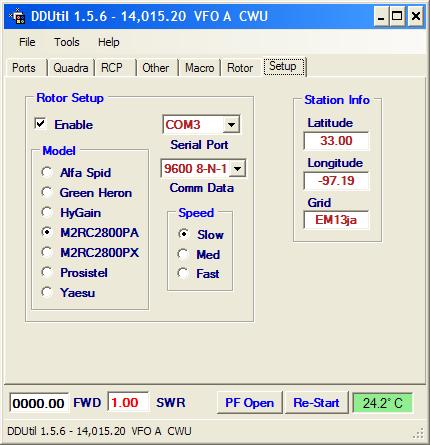 DDUtil 1.5.6 - 14,015.20 VFO A CWU
File Tools Help
Ports Quadra RCP Other Macro Rotor Setup
Rotor Setup
Enable
COM3
Serial Port
9600 8-N-1
Comm Data
Model
Alfa Spid
Green Heron
HyGain
M2RC2800PA
M2RC2800PX
Prosistel
Yaesu
Speed
Slow
Med
Fast
Station Info
Latitude
33.00
Longitude
-97.19
Grid
EM13ja
0000.00 FWD 1.00 SWR PF Open Re-Start 24.2° C
DDUtil 1.5.6 - 14,015.20 VFO A CWU